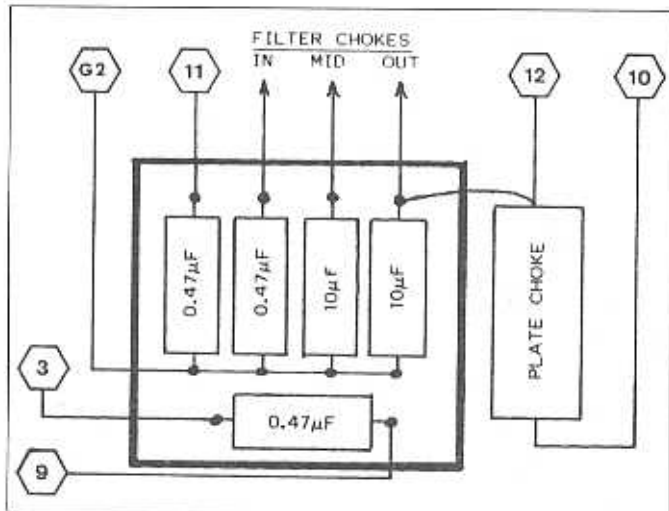 FILTER CHOKES
IN MID OUT
G2
11
12
10
0.47µF
0.47µF
10µF
10µF
PLATE CHOKE
3
0.47µF
9